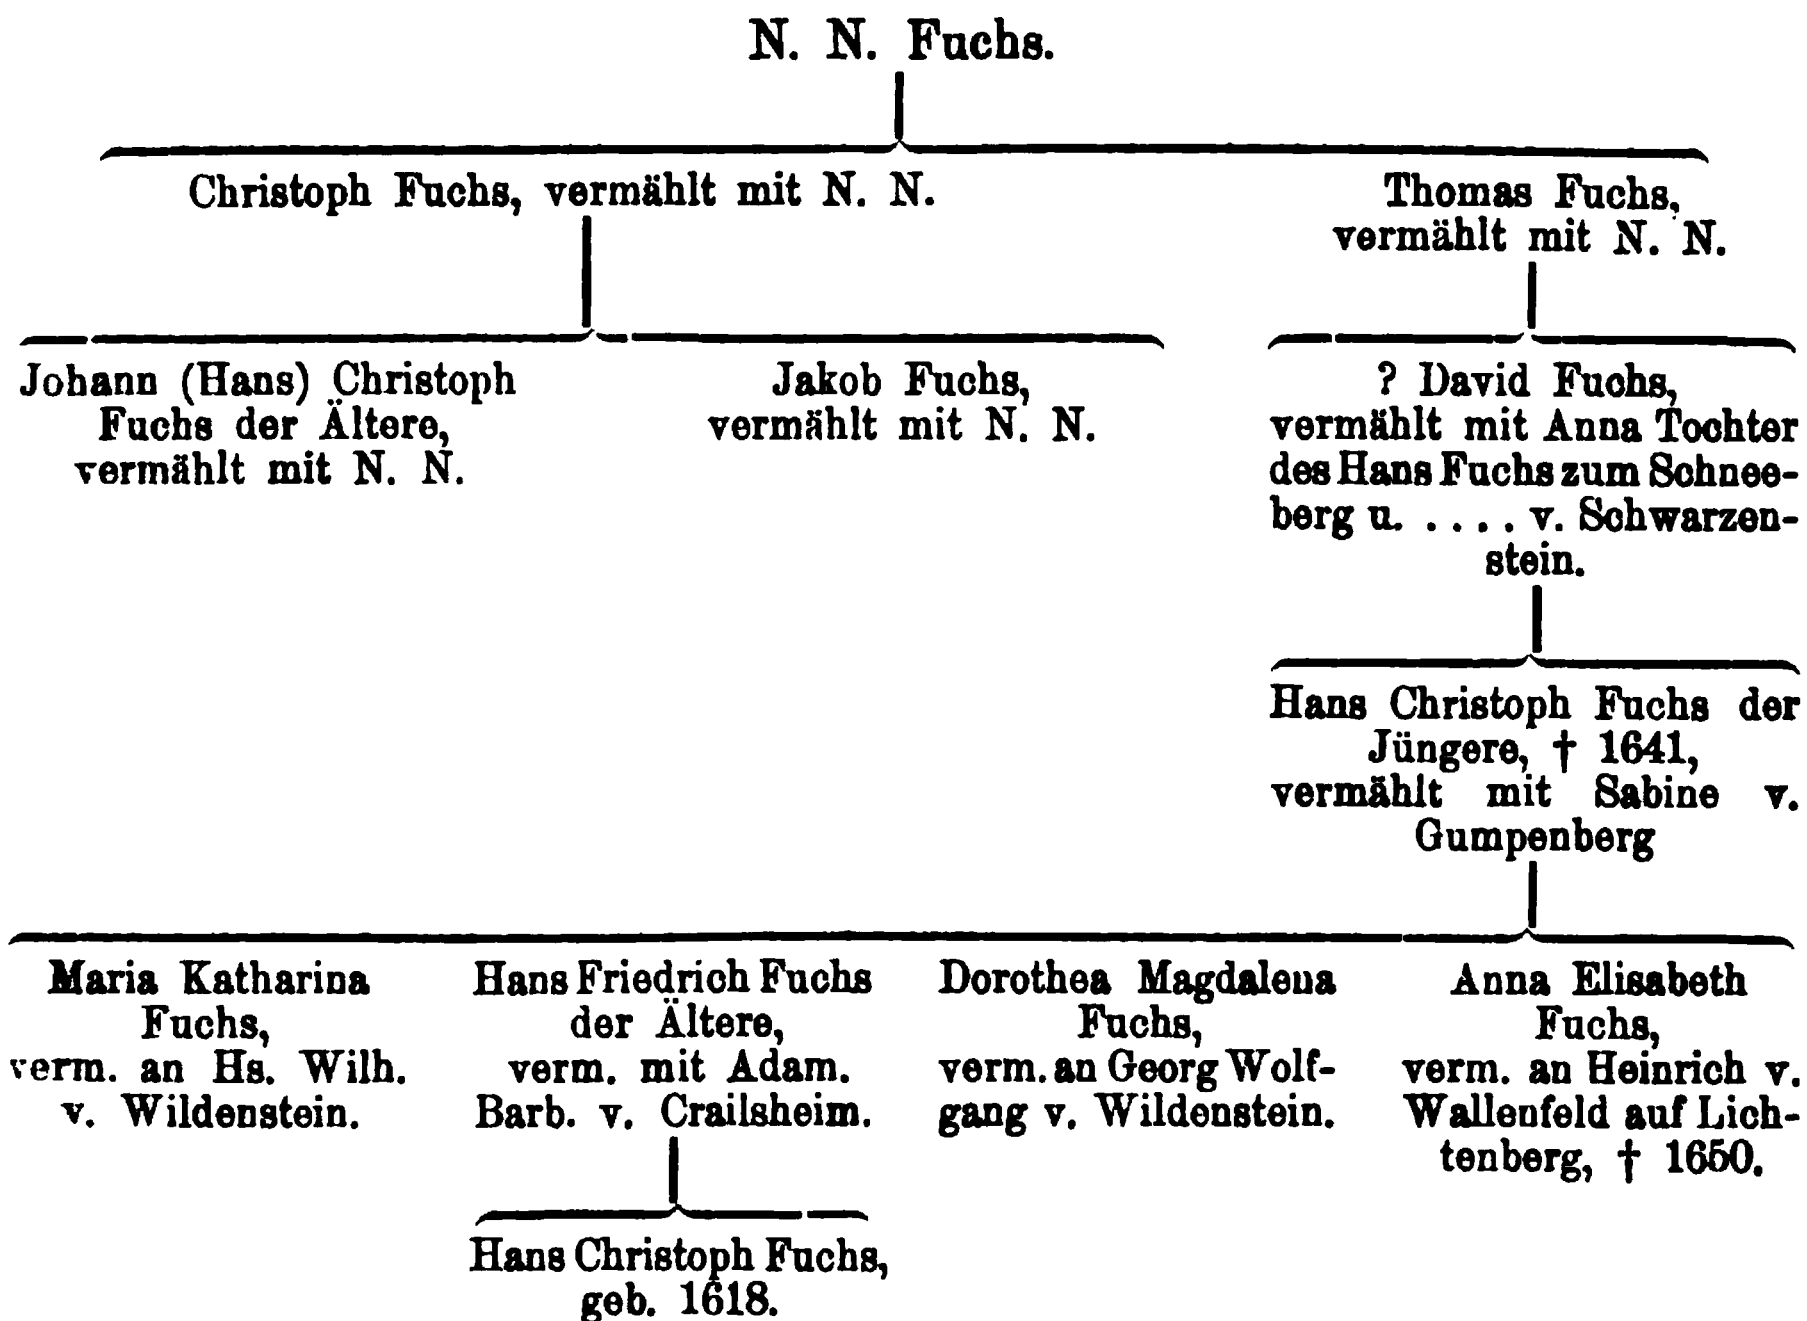 N. N. Fuchs.
Christoph Fuchs, vermählt mit N. N.
Thomas Fuchs,
vermählt mit N. N.
Johann (Hans) Christoph
Fuchs der Ältere,
vermählt mit N. N.
Jakob Fuchs,
vermählt mit N. N.
? David Fuchs,
vermählt mit Anna Tochter
des Hans Fuchs zum Schnee-
berg u. . . . . v. Schwarzen-
stein.
Hans Christoph Fuchs der
Jüngere, † 1641,
vermählt mit Sabine v.
Gumpenberg
Maria Katharina
Fuchs,
verm. an Hs. Wilh.
v. Wildenstein.
Hans Friedrich Fuchs
der Ältere,
verm. mit Adam.
Barb. v. Crailsheim.
Dorothea Magdalena
Fuchs,
verm. an Georg Wolf-
gang v. Wildenstein.
Anna Elisabeth
Fuchs,
verm. an Heinrich v.
Wallenfeld auf Lich-
tenberg, † 1650.
Hans Christoph Fuchs,
geb. 1618.